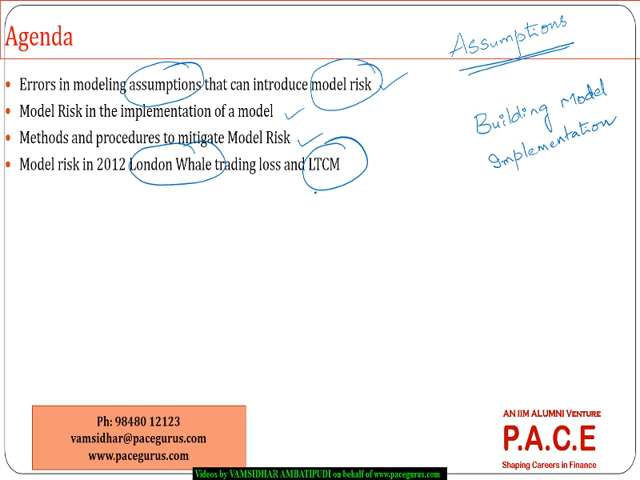 Agenda
Assumptions
Errors in modeling assumptions that can introduce model risk
Model Risk in the implementation of a model
Methods and procedures to mitigate Model Risk
Model risk in 2012 London Whale trading loss and LTCM
Building Model
Implementation
Ph: 98480 12123
vamsidhar@pacegurus.com
www.pacegurus.com
AN IIM ALUMNI VENTURE
P.A.C.E
Shaping Careers in Finance
Videos by VAMSIDHAR AMBATIPUDI on behalf of www.pacegurus.com